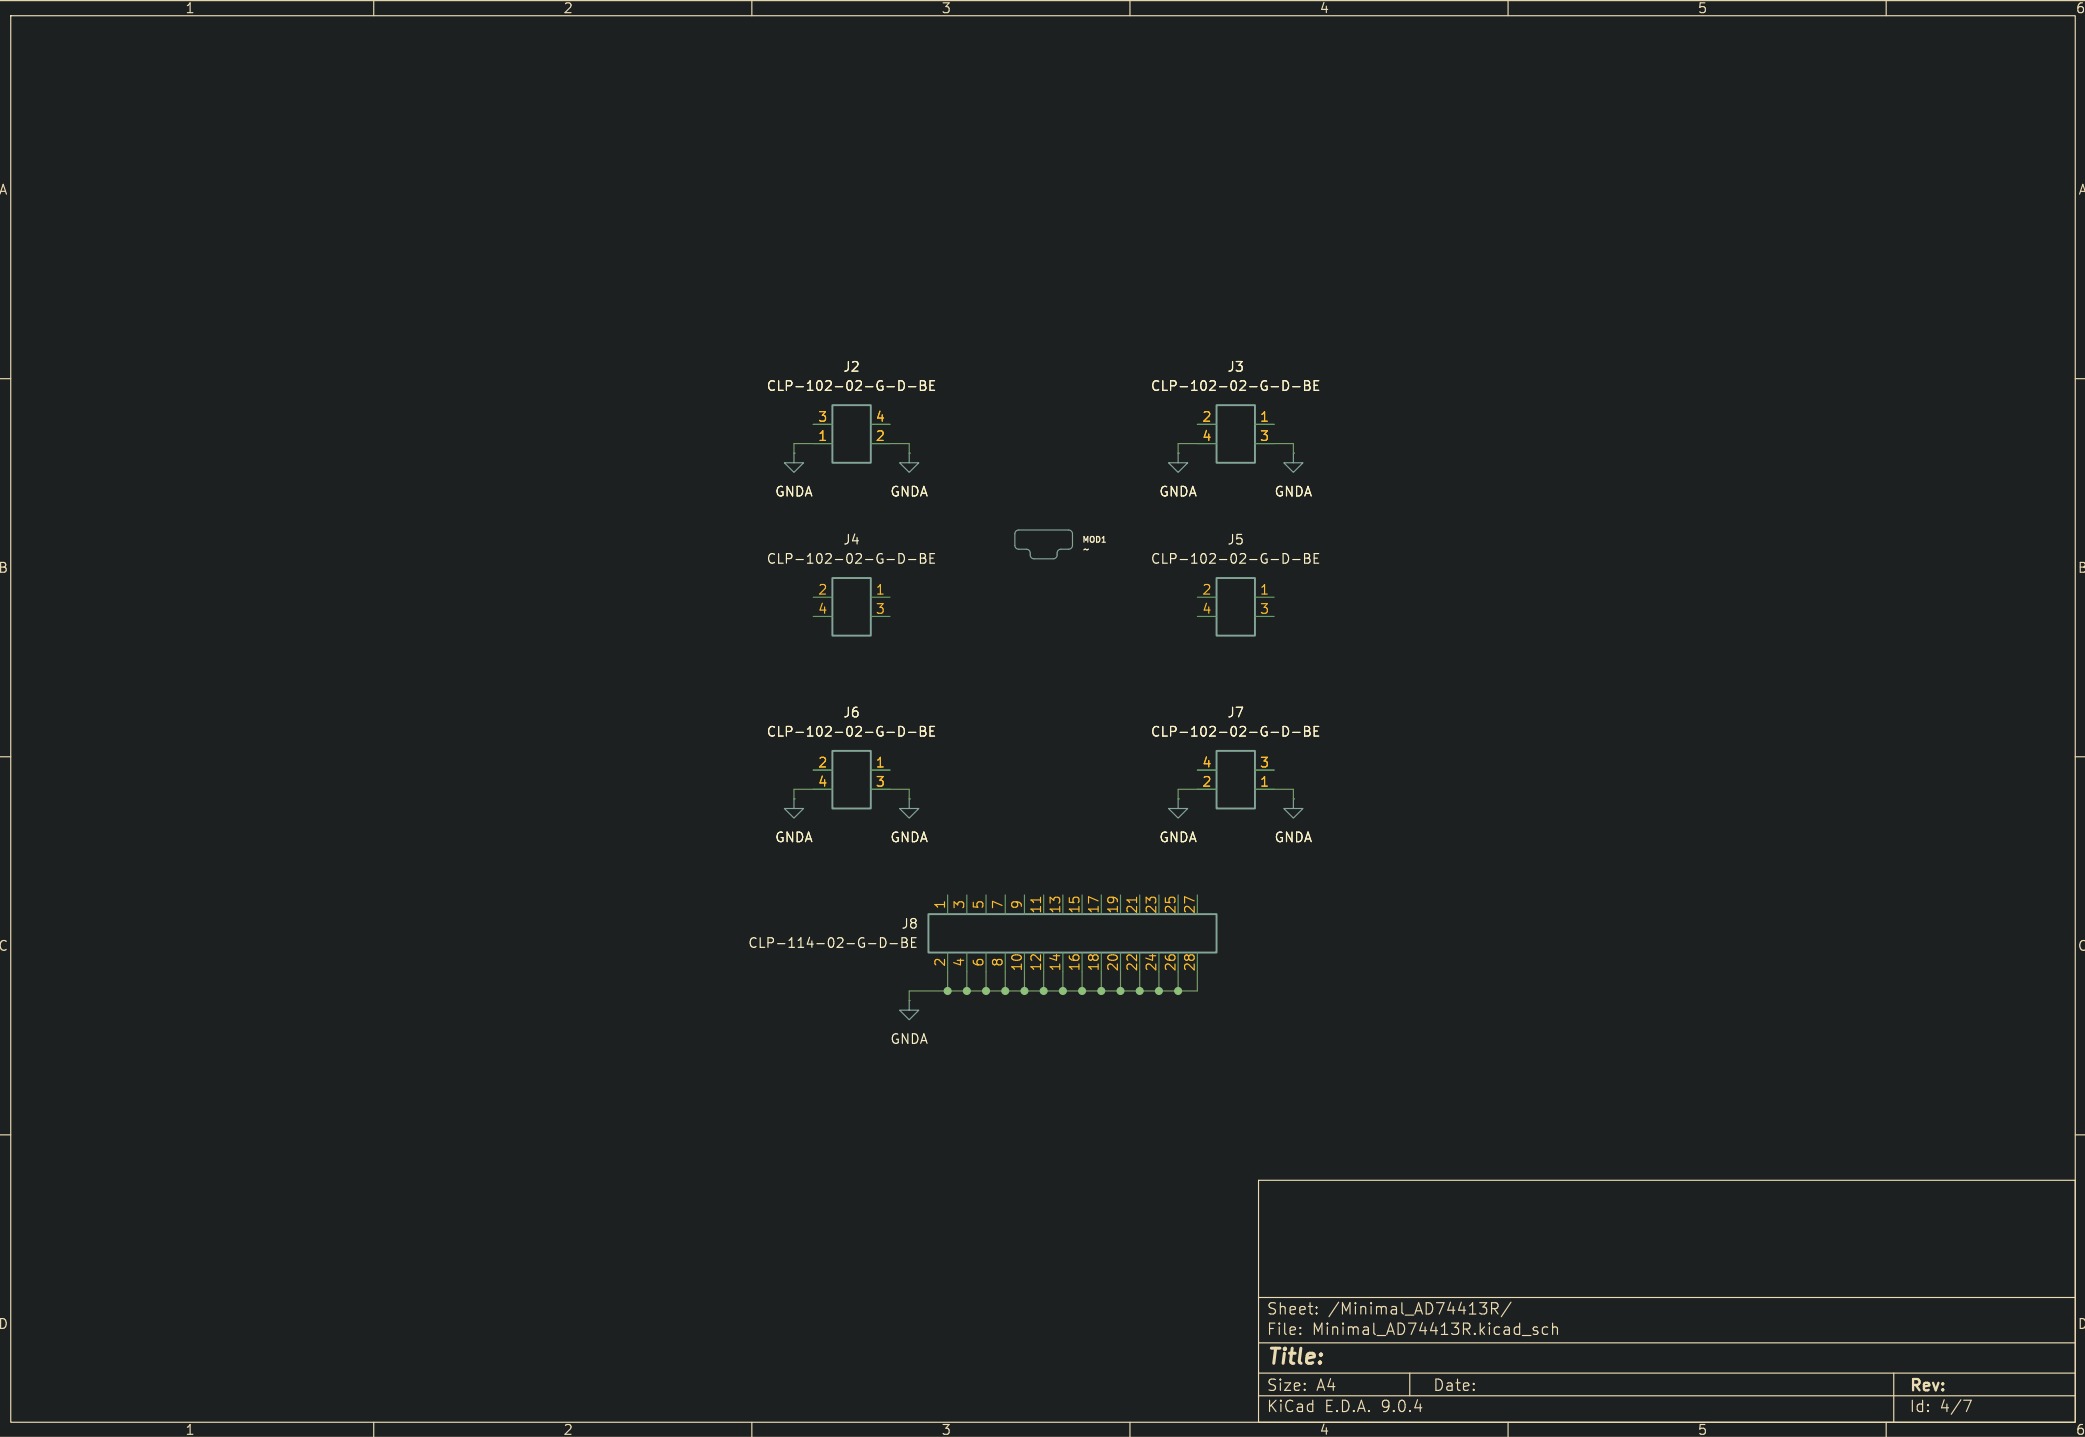 1 2 3 4 5 6
A A
J2 J3
CLP-102-02-G-D-BE CLP-102-02-G-D-BE
3 4 2 1
1 2 4 3
GNDA GNDA GNDA GNDA
J4 MOD1 J5
~
CLP-102-02-G-D-BE CLP-102-02-G-D-BE
B B
2 1 2 1
4 3 4 3
J6 J7
CLP-102-02-G-D-BE CLP-102-02-G-D-BE
2 1 4 3
4 3 2 1
GNDA GNDA GNDA GNDA
1 3 5 7 9 11 13 15 17 19 21 23 25 27
J8
CLP-114-02-G-D-BE
C C
2 4 6 8 10 12 14 16 18 20 22 24 26 28
GNDA
Sheet: /Minimal_AD74413R/
D D
File: Minimal_AD74413R.kicad_sch
Title:
Size: A4 Date: Rev:
KiCad E.D.A. 9.0.4 Id: 4/7
1 2 3 4 5 6